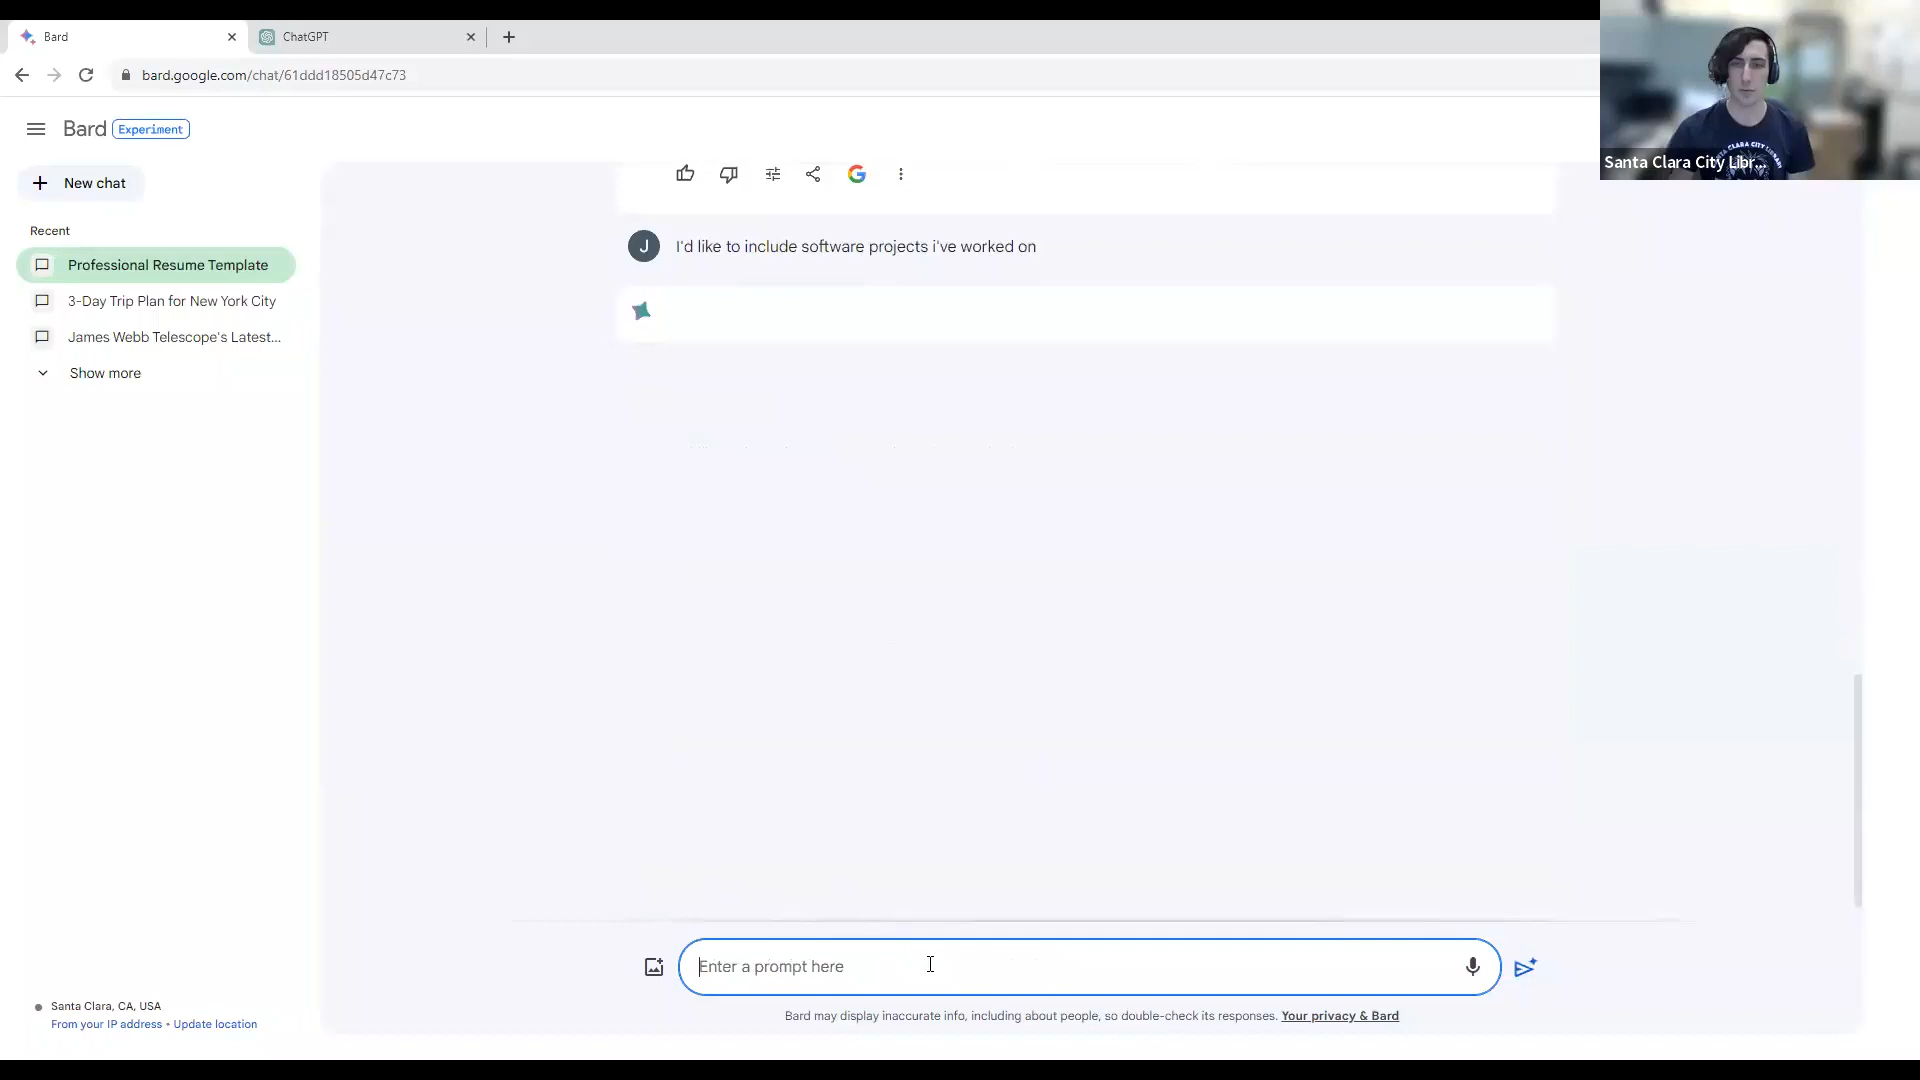 Bard
ChatGPT
bard.google.com/chat/61ddd18505d47c73
Bard Experiment
New chat
Recent
Professional Resume Template
3-Day Trip Plan for New York City
James Webb Telescope's Latest...
Show more
Santa Clara, CA, USA
From your IP address • Update location
J I'd like to include software projects i've worked on
Enter a prompt here
Bard may display inaccurate info, including about people, so double-check its responses. Your privacy & Bard
CLARA CITY
Santa Clara City Libr...